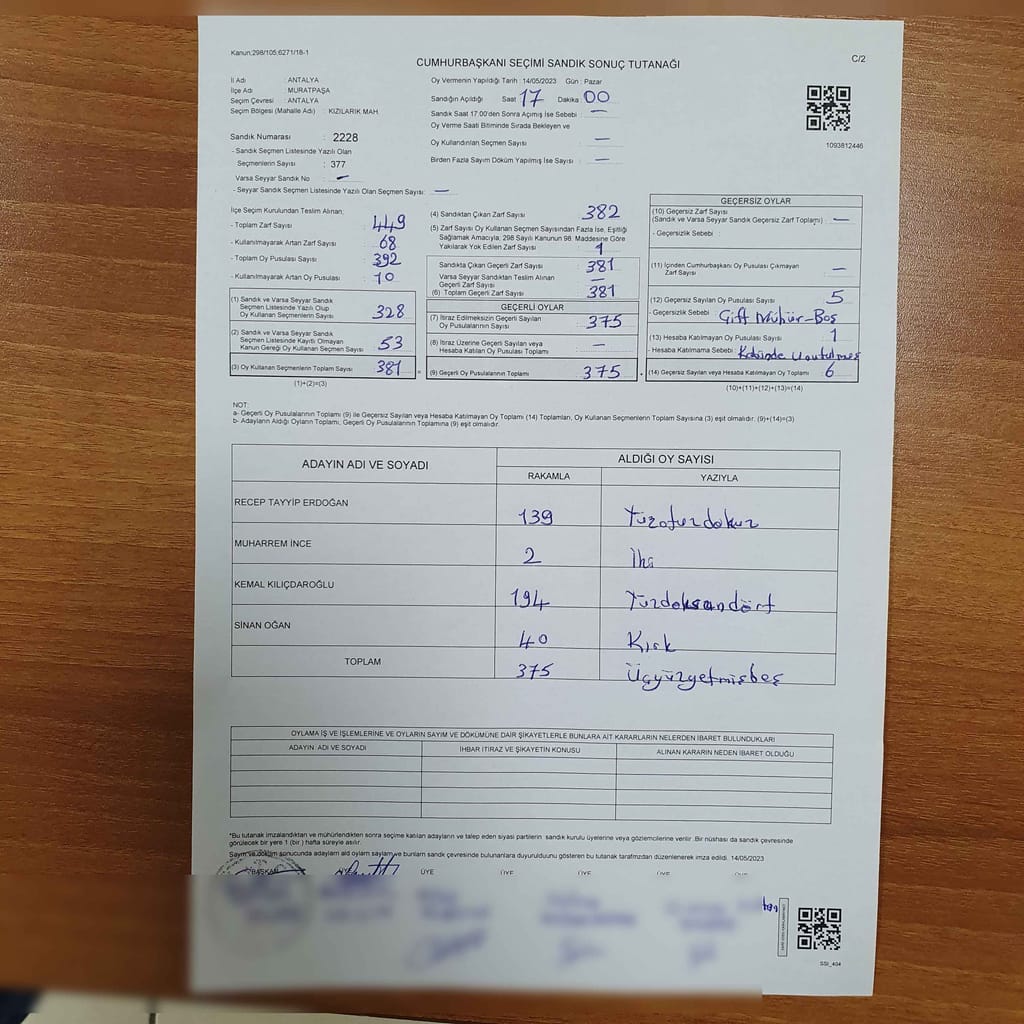 Kanun;298/105;6271/18-1
C/2
CUMHURBAŞKANI SEÇİMİ SANDIK SONUÇ TUTANAĞI
İl Adı : ANTALYA
İlçe Adı : MURATPAŞA
Seçim Çevresi : ANTALYA
Seçim Bölgesi (Mahalle Adı) : KIZILARIK MAH
Oy Vermenin Yapıldığı Tarih : 14/05/2023 Gün : Pazar
Sandığın Açıldığı Saat 17 Dakika 00
Sandık Saat 17.00'den Sonra Açımış İse Sebebi : —
Oy Verme Saati Bitiminde Sırada Bekleyen ve
Oy Kullandırılan Seçmen Sayısı : —
Birden Fazla Sayım Döküm Yapılmış İse Sayısı : —
1093812446
Sandık Numarası : 2228
- Sandık Seçmen Listesinde Yazılı Olan
Seçmenlerin Sayısı : 377
Varsa Seyyar Sandık No : —
- Seyyar Sandık Seçmen Listesinde Yazılı Olan Seçmen Sayısı: —
İlçe Seçim Kurulundan Teslim Alınan;
- Toplam Zarf Sayısı : 449
- Kullanılmayarak Artan Zarf Sayısı : 68
- Toplam Oy Pusulası Sayısı : 392
- Kullanılmayarak Artan Oy Pusulası : 10
(1) Sandık ve Varsa Seyyar Sandık
Seçmen Listesinde Yazılı Olup
Oy Kullanan Seçmenlerin Sayısı : 328
(2) Sandık ve Varsa Seyyar Sandık
Seçmen Listesinde Kayıtlı Olmayan
Kanun Gereği Oy Kullanan Seçmen Sayısı : 53
(3) Oy Kullanan Seçmenlerin Toplam Sayısı : 381
(1)+(2)=(3)
(4) Sandıktan Çıkan Zarf Sayısı : 382
(5) Zarf Sayısı Oy Kullanan Seçmen Sayısından Fazla İse, Eşitliği
Sağlamak Amacıyla, 298 Sayılı Kanunun 98. Maddesine Göre
Yakılarak Yok Edilen Zarf Sayısı : 1
Sandıkta Çıkan Geçerli Zarf Sayısı : 381
Varsa Seyyar Sandıktan Teslim Alınan
Geçerli Zarf Sayısı :
(6) Toplam Geçerli Zarf Sayısı : 381
GEÇERLİ OYLAR
(7) İtiraz Edilmeksizin Geçerli Sayılan
Oy Pusulalarının Sayısı : 375
(8) İtiraz Üzerine Geçerli Sayılan veya
Hesaba Katılan Oy Pusulası Toplamı : —
(9) Geçerli Oy Pusulalarının Toplamı : 375
GEÇERSİZ OYLAR
(10) Geçersiz Zarf Sayısı
(Sandık ve Varsa Seyyar Sandık Geçersiz Zarf Toplamı) : —
- Geçersizlik Sebebi :
(11) İçinden Cumhurbaşkanı Oy Pusulası Çıkmayan
Zarf Sayısı : —
(12) Geçersiz Sayılan Oy Pusulası Sayısı : 5
- Geçersizlik Sebebi : Çift Mühür-Boş
(13) Hesaba Katılmayan Oy Pusulası Sayısı : 1
- Hesaba Katılmama Sebebi : Kabinde Unutulmuş
(14) Geçersiz Sayılan veya Hesaba Katılmayan Oy Toplamı : 6
(10)+(11)+(12)+(13)=(14)
NOT:
a- Geçerli Oy Pusulalarının Toplamı (9) ile Geçersiz Sayılan veya Hesaba Katılmayan Oy Toplamı (14) Toplamları, Oy Kullanan Seçmenlerin Toplam Sayısına (3) eşit olmalıdır. (9)+(14)=(3)
b- Adayların Aldığı Oyların Toplamı, Geçerli Oy Pusulalarının Toplamına (9) eşit olmalıdır.
ADAYIN ADI VE SOYADI
ALDIĞI OY SAYISI
RAKAMLA YAZIYLA
RECEP TAYYİP ERDOĞAN 139 Yüzotuzdokuz
MUHARREM İNCE 2 İki
KEMAL KILIÇDAROĞLU 194 Yüzdoksandört
SİNAN OĞAN 40 Kırk
TOPLAM 375 Üçyüzyetmişbeş
OYLAMA İŞ VE İŞLEMLERİNE VE OYLARIN SAYIM VE DÖKÜMÜNE DAİR ŞİKAYETLERLE BUNLARA AİT KARARLARIN NELERDEN İBARET BULUNDUKLARI
ADAYIN ADI VE SOYADI İHBAR İTİRAZ VE ŞİKAYETİN KONUSU ALINAN KARARIN NEDEN İBARET OLDUĞU
*Bu tutanak imzalandıktan ve mühürlendikten sonra seçime katılan adayların ve talep eden siyasi partilerin sandık kurulu üyelerine veya gözlemcilerine verilir. Bir nüshası da sandık çevresinde
görülecek bir yere 1 (bir ) hafta süreyle asılır.
Sayım ve döküm sonucunda adayların ald oyların sayıları ve bunların sandık çevresinde bulunanlara duyurulduunu gösteren bu tutanak tarafımızdan düzenlenerek imza edildi. 14/05/2023
BAŞKAN ÜYE ÜYE ÜYE ÜYE ÜYE
SSI_404